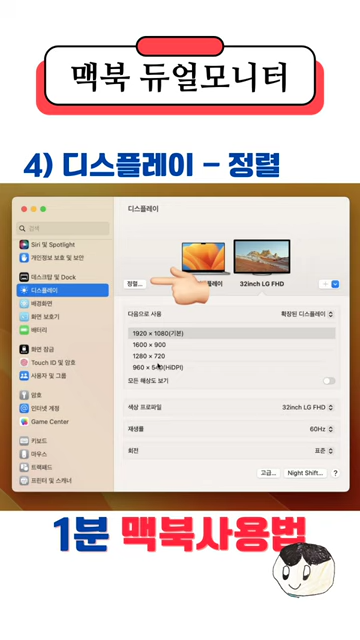 맥북 듀얼모니터
4) 디스플레이 – 정렬
디스플레이
검색
Siri 및 Spotlight
개인정보 보호 및 보안
데스크탑 및 Dock
디스플레이
배경화면
화면 보호기
배터리
화면 잠금
Touch ID 및 암호
사용자 및 그룹
암호
인터넷 계정
Game Center
키보드
마우스
트랙패드
프린터 및 스캐너
정렬...
플레이
32inch LG FHD
다음으로 사용
확장된 디스플레이
1920 × 1080(기본)
1600 × 900
1280 × 720
960 × 540(HiDPI)
모든 해상도 보기
색상 프로파일
32inch LG FHD
재생률
60Hz
회전
표준
고급...
Night Shift...
?
1분 맥북사용법